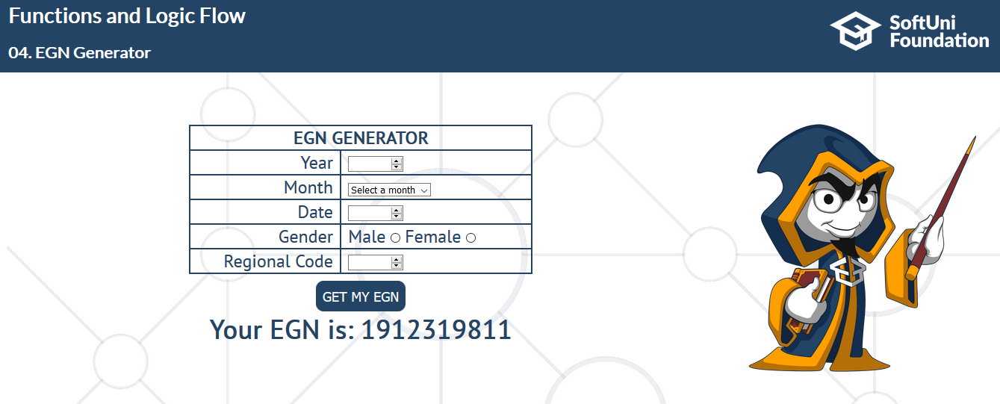 Functions and Logic Flow
04. EGN Generator
SoftUni
Foundation
EGN GENERATOR
Year
Month Select a month
Date
Gender Male Female
Regional Code
GET MY EGN
Your EGN is: 1912319811